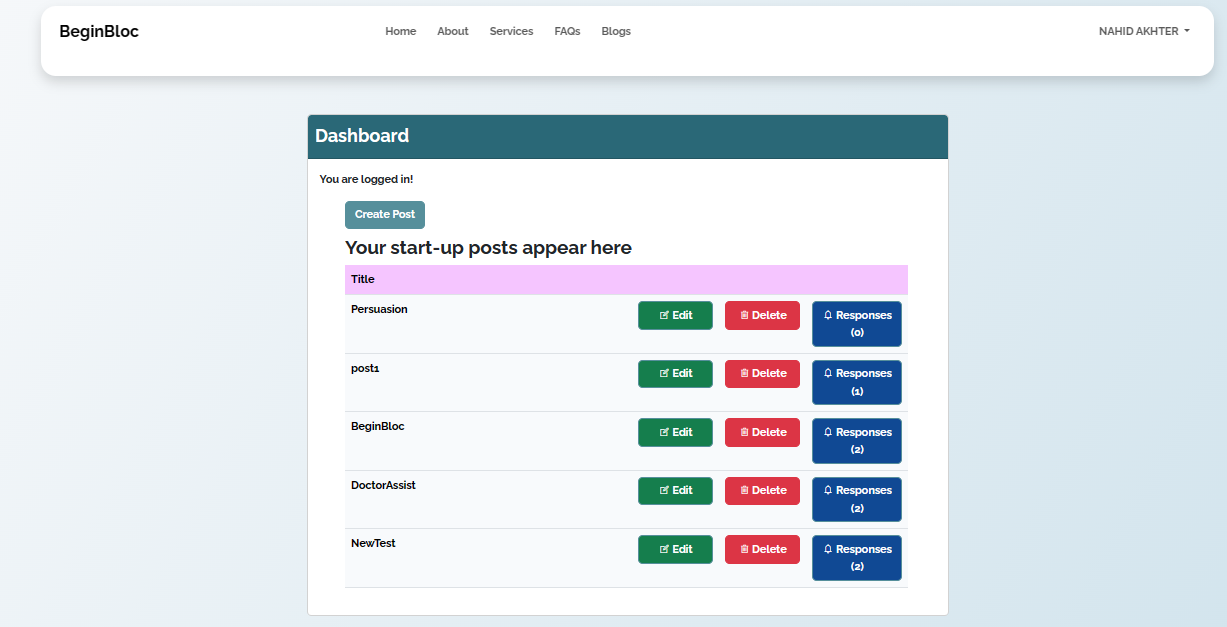 BeginBloc Home About Services FAQs Blogs NAHID AKHTER
Dashboard
You are logged in!
Create Post
Your start-up posts appear here
Title
Persuasion Edit Delete Responses
(0)
post1 Edit Delete Responses
(1)
BeginBloc Edit Delete Responses
(2)
DoctorAssist Edit Delete Responses
(2)
NewTest Edit Delete Responses
(2)